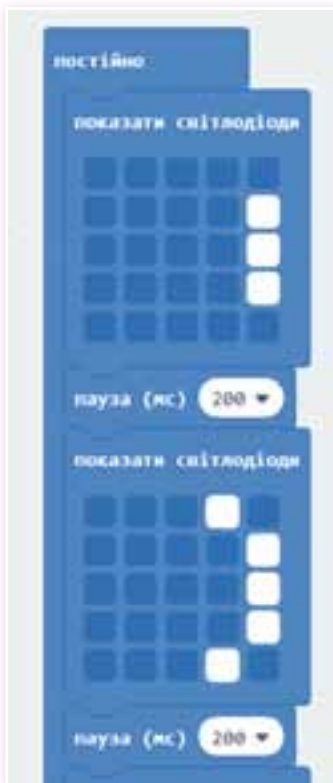 постійно
показати світлодіоди
пауза (мс) 200
показати світлодіоди
пауза (мс) 200